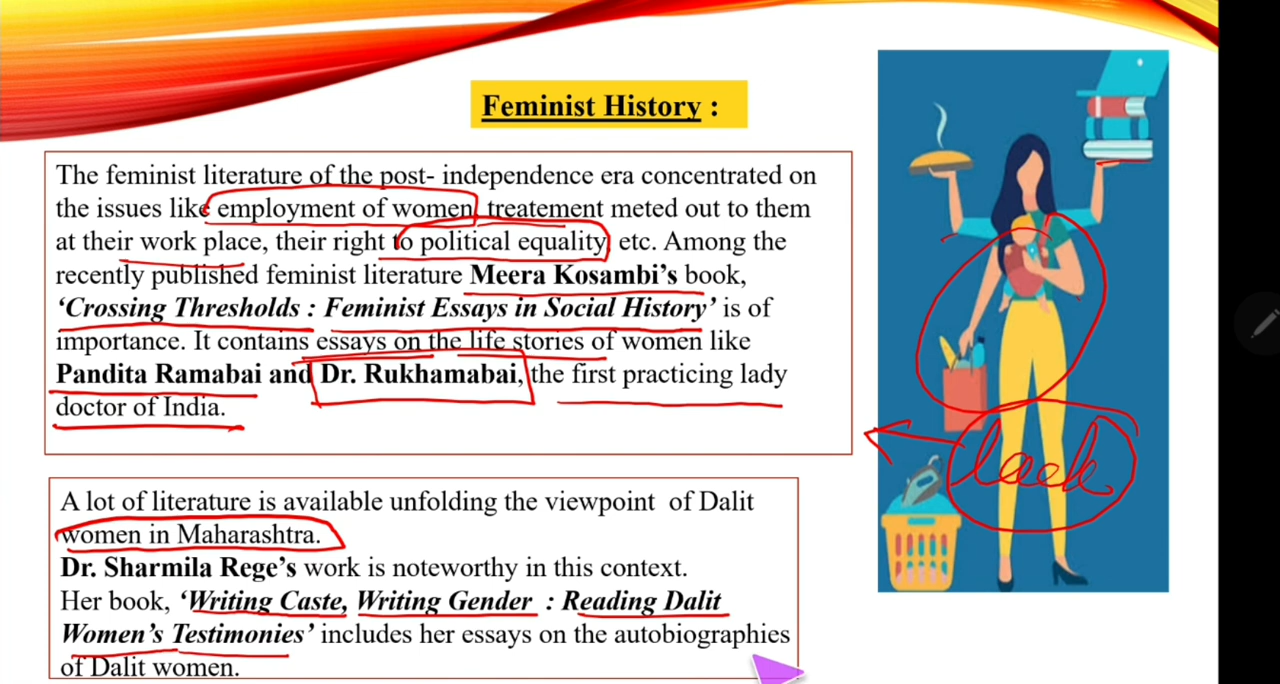 Feminist History :
The feminist literature of the post- independence era concentrated on
the issues like employment of women, treatement meted out to them
at their work place, their right to political equality, etc. Among the
recently published feminist literature Meera Kosambi’s book,
‘Crossing Thresholds : Feminist Essays in Social History’ is of
importance. It contains essays on the life stories of women like
Pandita Ramabai and Dr. Rukhamabai, the first practicing lady
doctor of India.
lack
A lot of literature is available unfolding the viewpoint of Dalit
women in Maharashtra.
Dr. Sharmila Rege’s work is noteworthy in this context.
Her book, ‘Writing Caste, Writing Gender : Reading Dalit
Women’s Testimonies’ includes her essays on the autobiographies
of Dalit women.